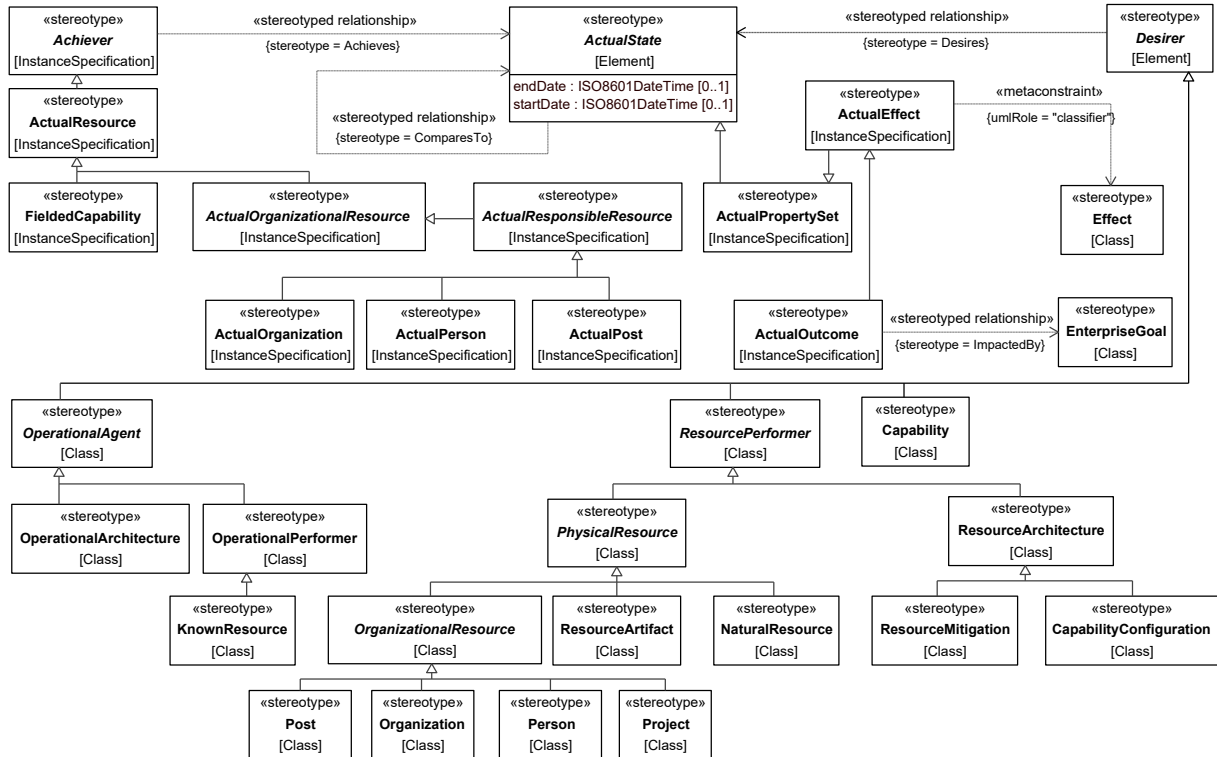 «stereotype»
Achiever
[InstanceSpecification]
«stereotyped relationship»
{stereotype = Achieves}
«stereotype»
ActualState
[Element]
endDate : ISO8601DateTime [0..1]
startDate : ISO8601DateTime [0..1]
«stereotyped relationship»
{stereotype = Desires}
«stereotype»
Desirer
[Element]
«stereotyped relationship»
{stereotype = ComparesTo}
«stereotype»
ActualEffect
[InstanceSpecification]
«metaconstraint»
{umlRole = "classifier"}
«stereotype»
ActualResource
[InstanceSpecification]
«stereotype»
FieldedCapability
[InstanceSpecification]
«stereotype»
ActualOrganizationalResource
[InstanceSpecification]
«stereotype»
ActualResponsibleResource
[InstanceSpecification]
«stereotype»
ActualPropertySet
[InstanceSpecification]
«stereotype»
Effect
[Class]
«stereotype»
ActualOrganization
[InstanceSpecification]
«stereotype»
ActualPerson
[InstanceSpecification]
«stereotype»
ActualPost
[InstanceSpecification]
«stereotype»
ActualOutcome
[InstanceSpecification]
«stereotyped relationship»
{stereotype = ImpactedBy}
«stereotype»
EnterpriseGoal
[Class]
«stereotype»
OperationalAgent
[Class]
«stereotype»
ResourcePerformer
[Class]
«stereotype»
Capability
[Class]
«stereotype»
OperationalArchitecture
[Class]
«stereotype»
OperationalPerformer
[Class]
«stereotype»
PhysicalResource
[Class]
«stereotype»
ResourceArchitecture
[Class]
«stereotype»
KnownResource
[Class]
«stereotype»
OrganizationalResource
[Class]
«stereotype»
ResourceArtifact
[Class]
«stereotype»
NaturalResource
[Class]
«stereotype»
ResourceMitigation
[Class]
«stereotype»
CapabilityConfiguration
[Class]
«stereotype»
Post
[Class]
«stereotype»
Organization
[Class]
«stereotype»
Person
[Class]
«stereotype»
Project
[Class]